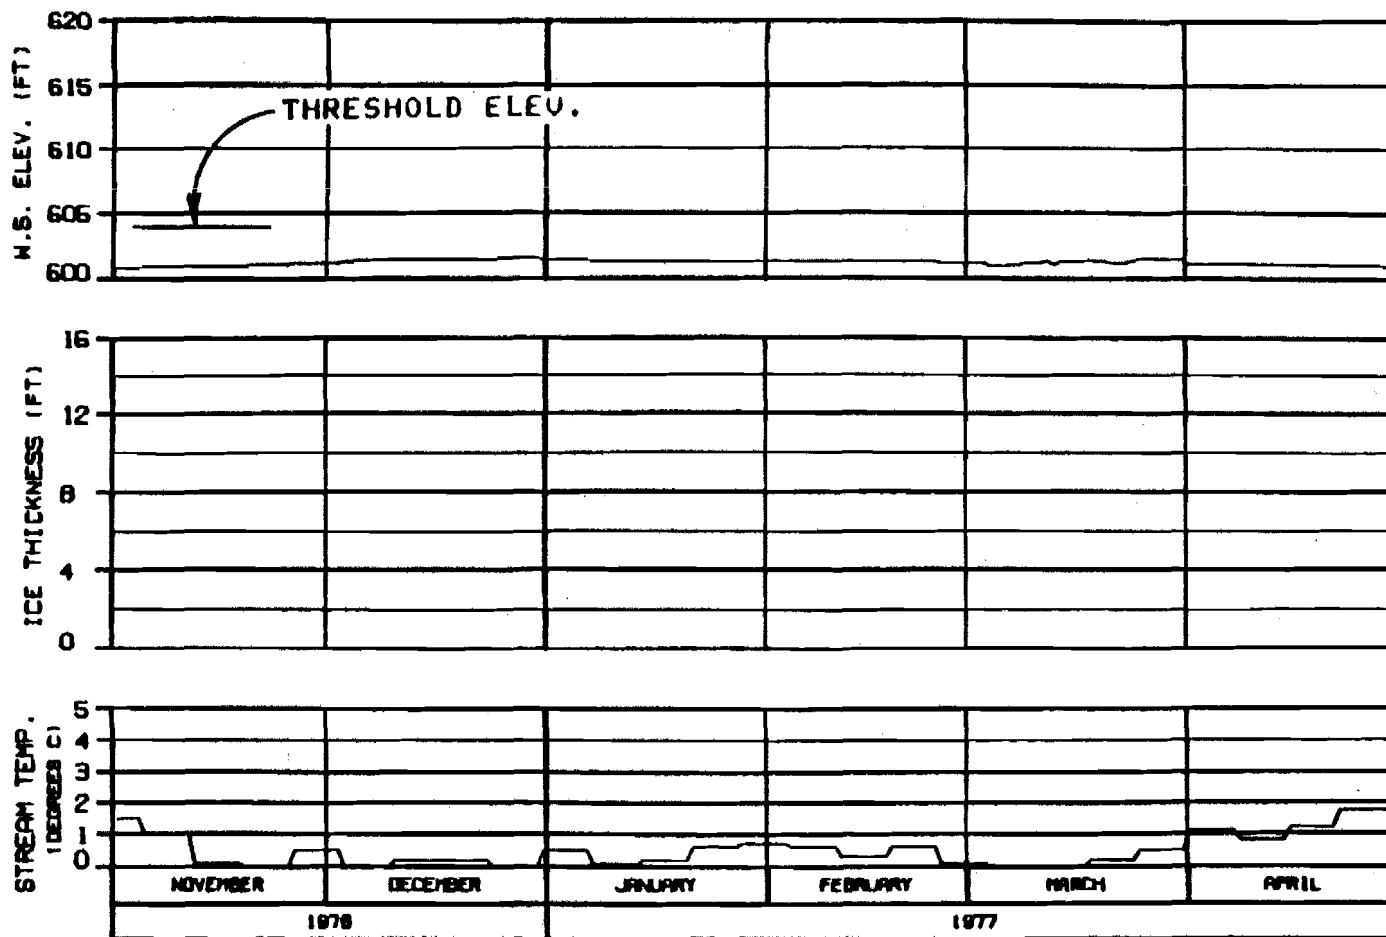 620
615
THRESHOLD ELEV.
610
605
600
W.S. ELEV. (FT)
16
12
8
4
0
ICE THICKNESS (FT)
5
4
3
2
1
0
STREAM TEMP.
(DEGREES C)
NOVEMBER DECEMBER JANUARY FEBRUARY MARCH APRIL
1976 1977